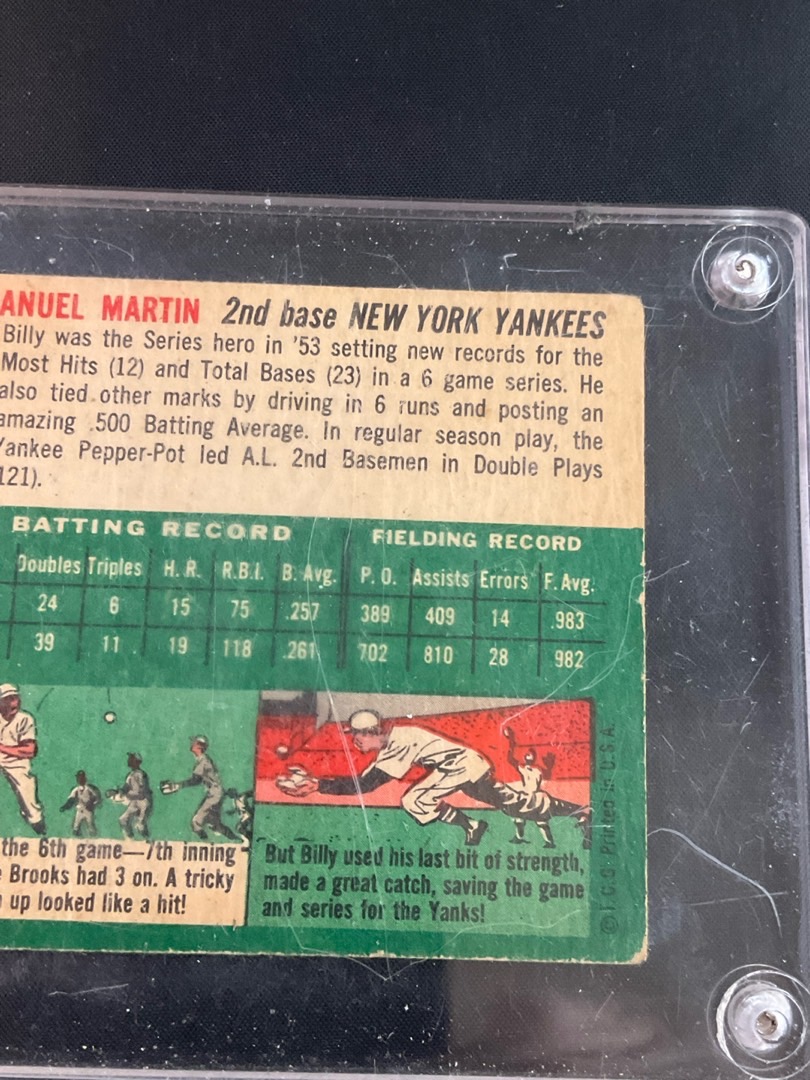 ANUEL MARTIN 2nd base NEW YORK YANKEES
Billy was the Series hero in '53 setting new records for the
Most Hits (12) and Total Bases (23) in a 6 game series. He
also tied other marks by driving in 6 runs and posting an
amazing .500 Batting Average. In regular season play, the
Yankee Pepper-Pot led A.L. 2nd Basemen in Double Plays
121).
BATTING RECORD FIELDING RECORD
Doubles Triples H. R. R.B.I. B. Avg. P. O. Assists Errors F. Avg.
24 6 15 75 .257 389 409 14 .983
39 11 19 118 .261 702 810 28 982
the 6th game—7th inning
Brooks had 3 on. A tricky
up looked like a hit!
But Billy used his last bit of strength,
made a great catch, saving the game
and series for the Yanks!
© T.C.G. Printed in U.S.A.